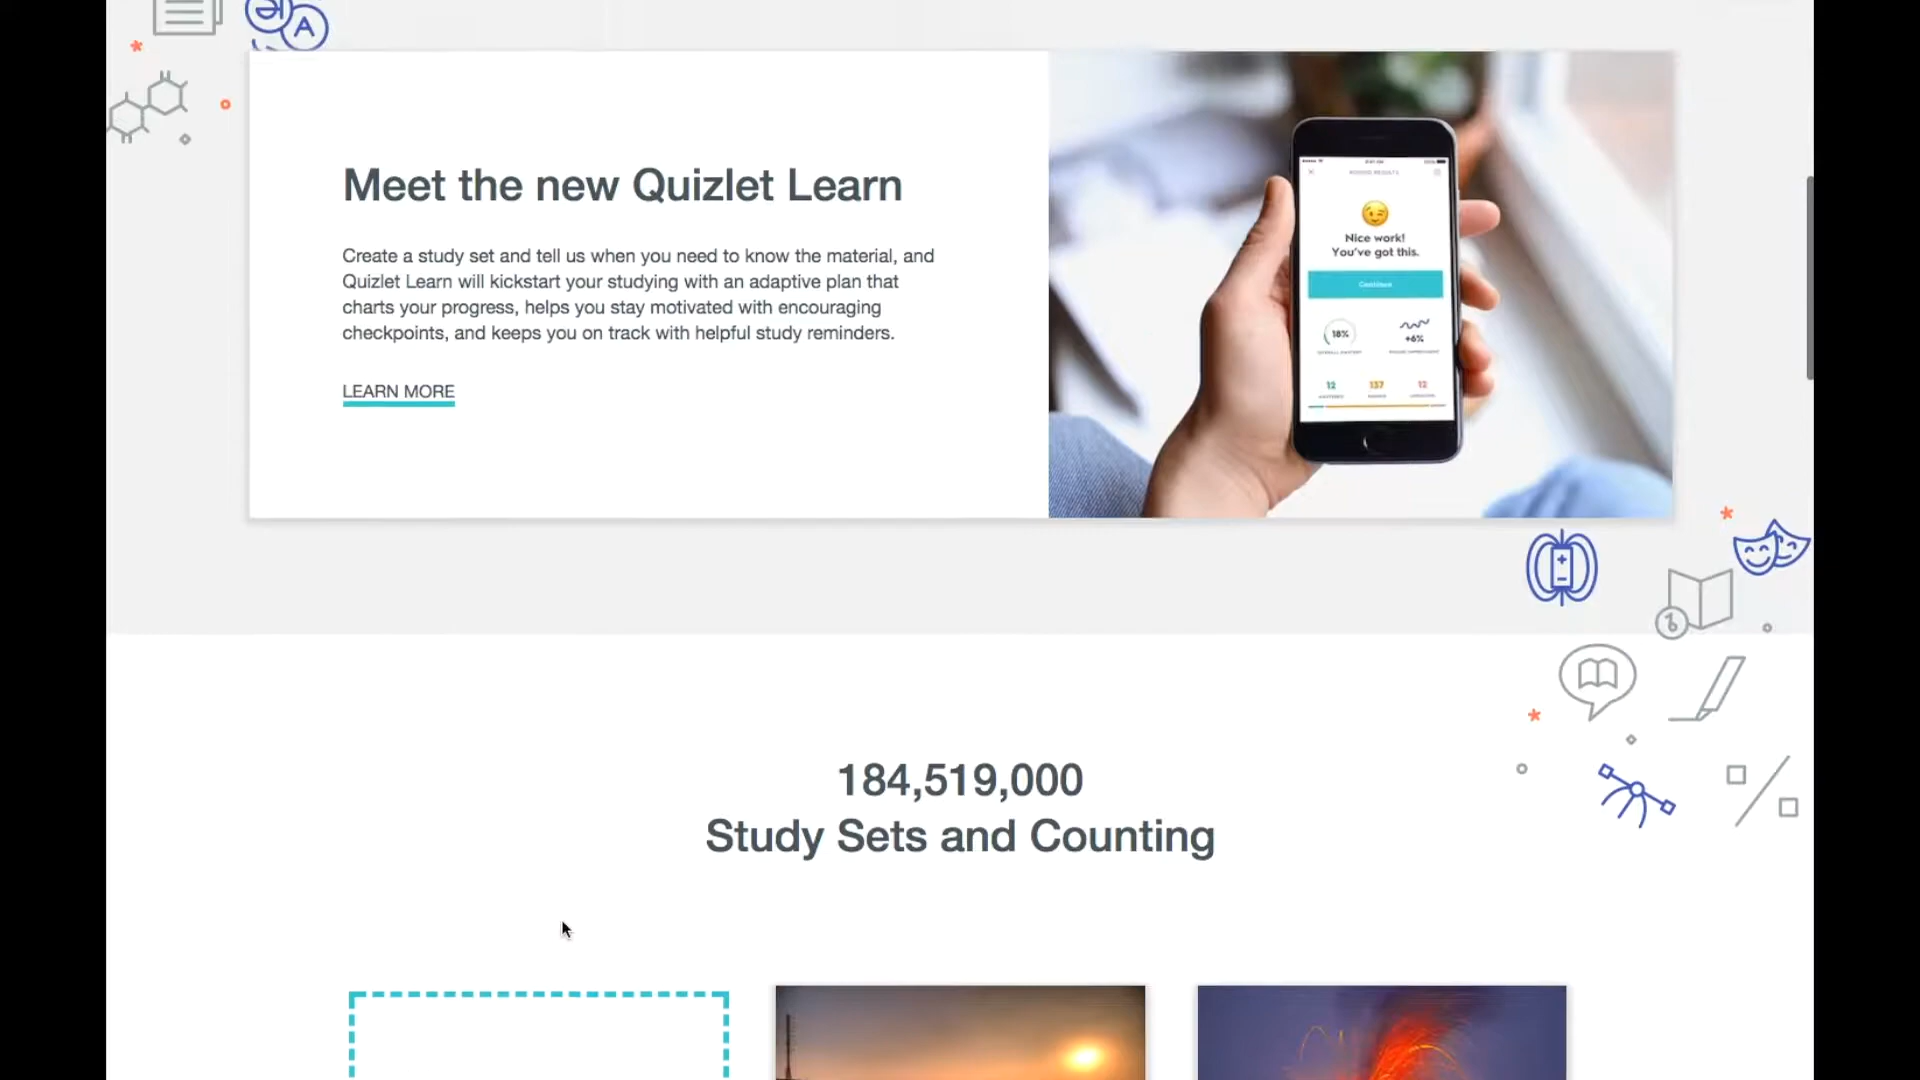 A
Meet the new Quizlet Learn
Create a study set and tell us when you need to know the material, and
Quizlet Learn will kickstart your studying with an adaptive plan that
charts your progress, helps you stay motivated with encouraging
checkpoints, and keeps you on track with helpful study reminders.
LEARN MORE
Nice work!
You've got this.
Continue
18%
+6%
12
137
12
184,519,000
Study Sets and Counting